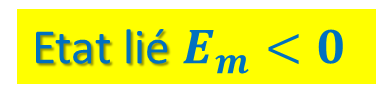 Etat lié $E_m < 0$